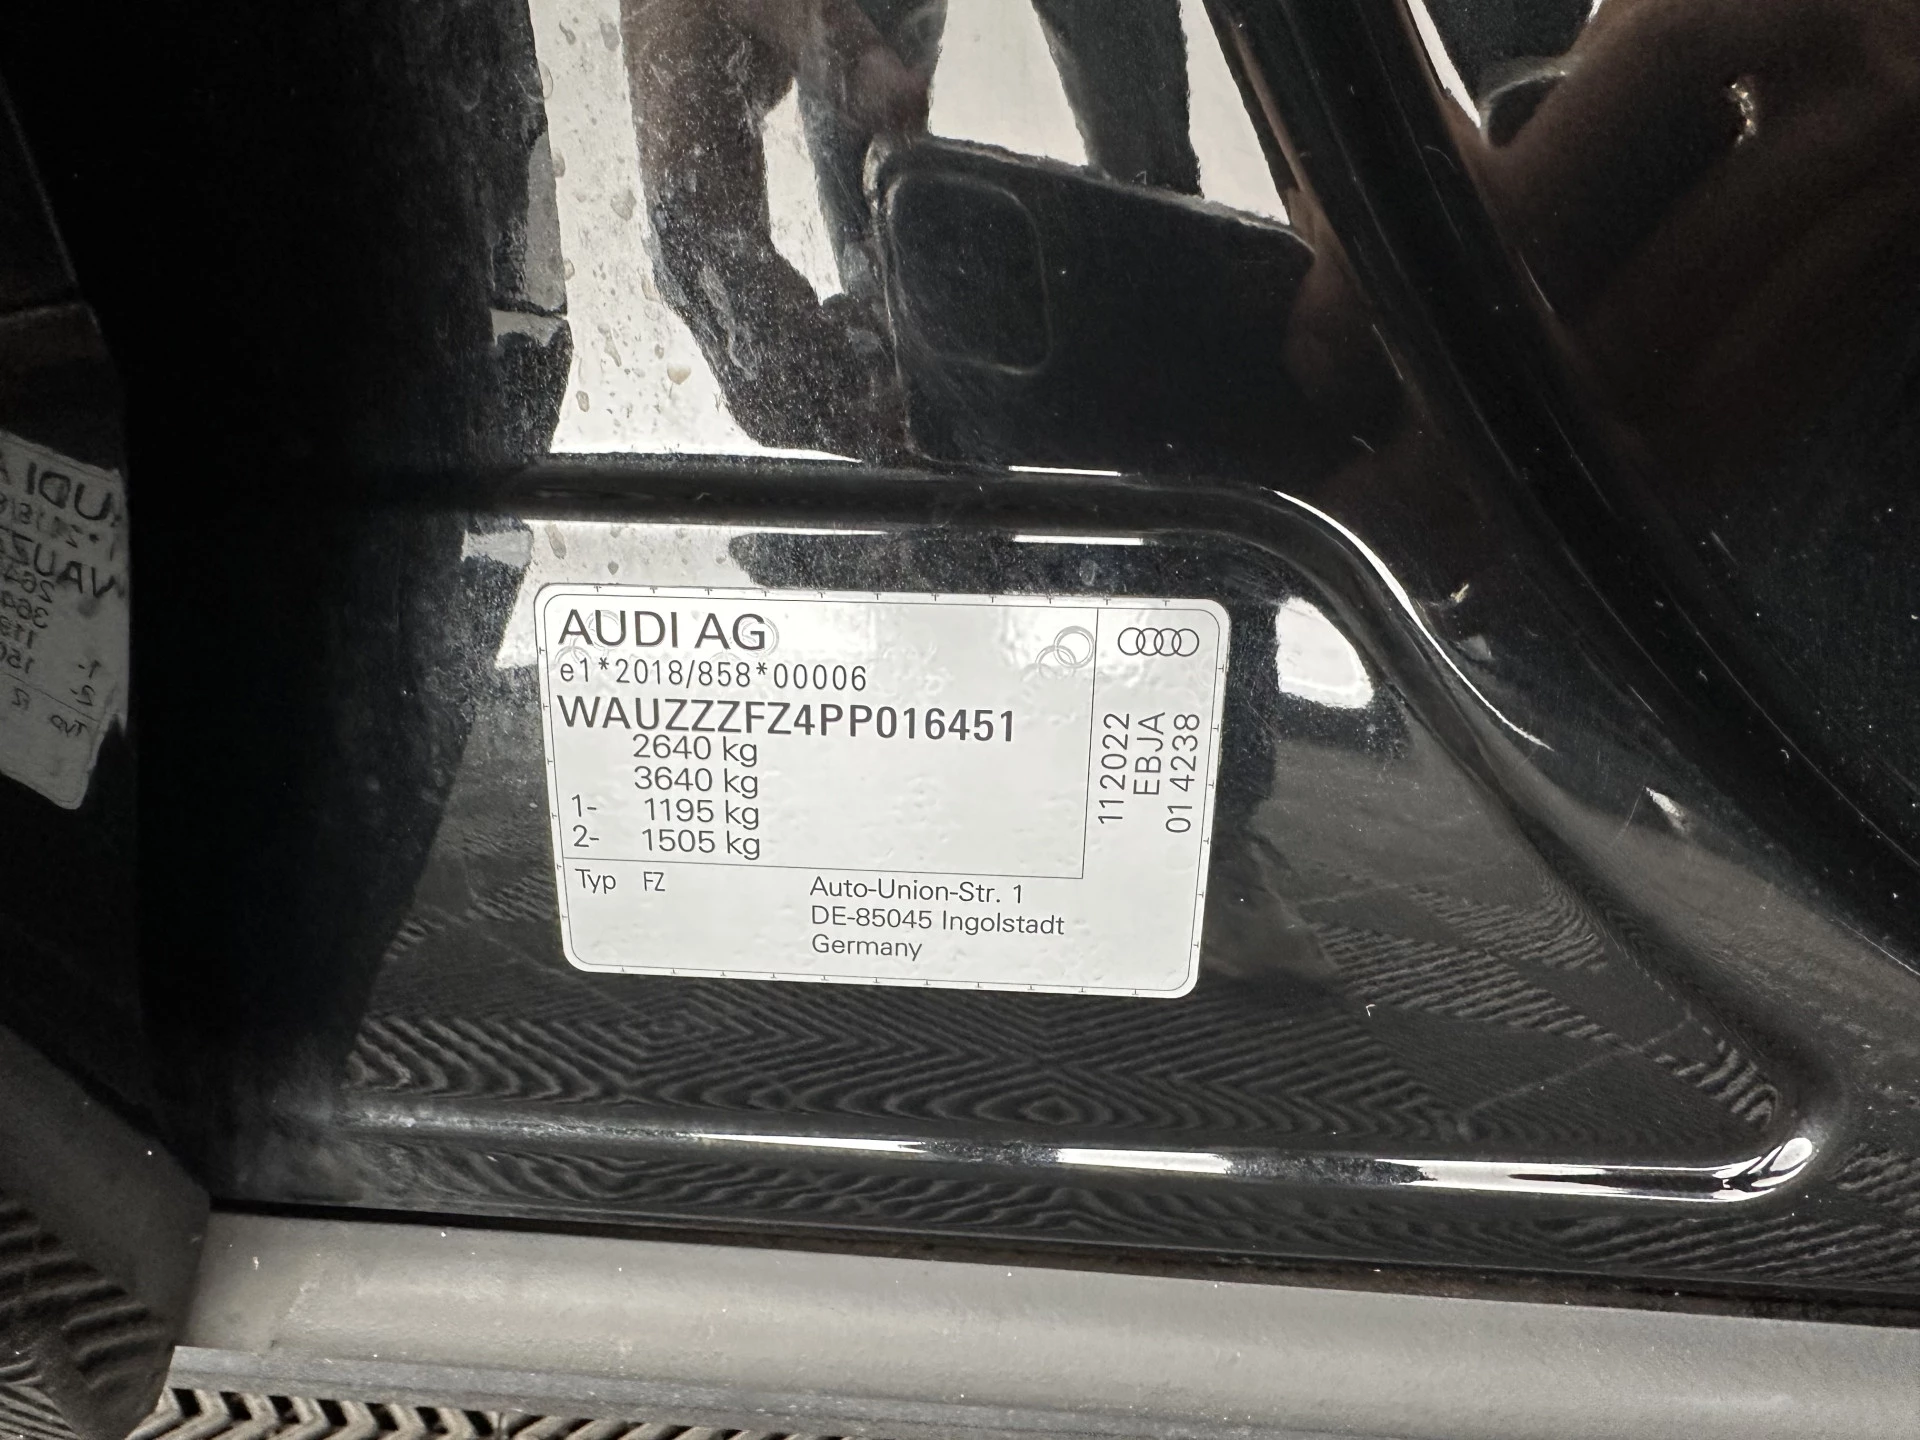 AUDI AG
e1*2018/858*00006
WAUZZZFZ4PP016451
2640 kg
3640 kg
1- 1195 kg
2- 1505 kg
Typ FZ
Auto-Union-Str. 1
DE-85045 Ingolstadt
Germany
112022
EBJA
01 4238